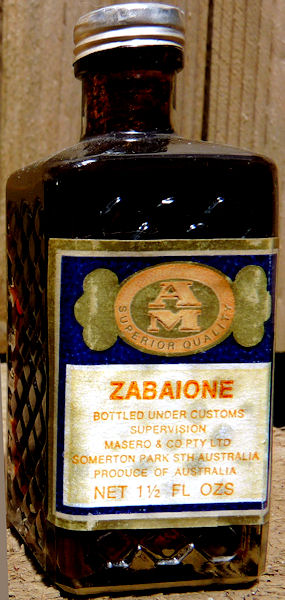 A
M
SUPERIOR QUALITY
ZABAIONE
BOTTLED UNDER CUSTOMS
SUPERVISION
MASERO & CO PTY LTD
SOMERTON PARK STH AUSTRALIA
PRODUCE OF AUSTRALIA
NET 1½ FL OZS